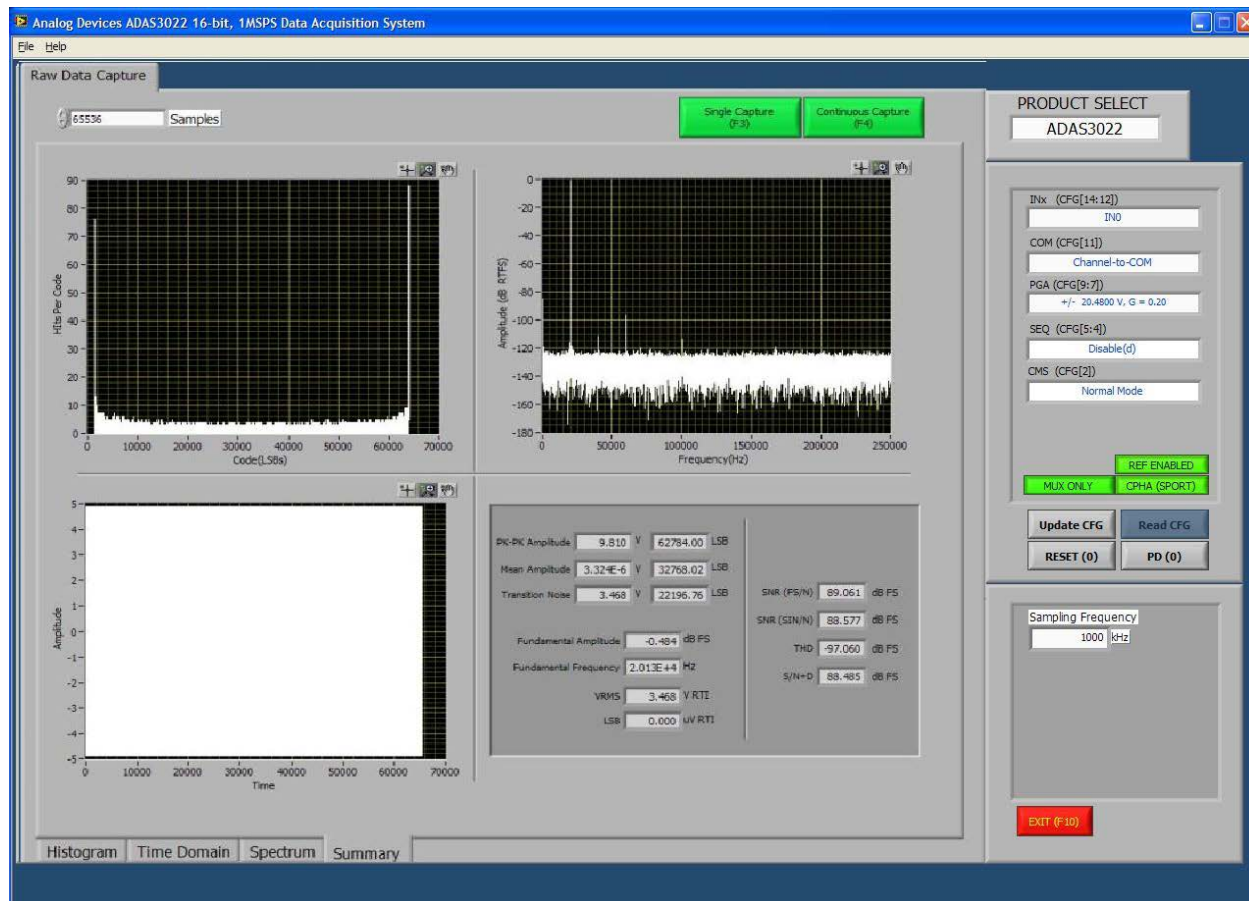 Analog Devices ADAS3022 16-bit, 1MSPS Data Acquisition System
File Help
Raw Data Capture
65536 Samples
Single Capture
(F3)
Continuous Capture
(F4)
PRODUCT SELECT
ADAS3022
90
80
70
60
50
40
30
20
10
0
Hits Per Code
0 10000 20000 30000 40000 50000 60000 70000
Code(LSBs)
0
-20
-40
-60
-80
-100
-120
-140
-160
-180
Amplitude (dB RTFS)
0 50000 100000 150000 200000 250000
Frequency(Hz)
INx (CFG[14:12])
IN0
COM (CFG[11])
Channel-to-COM
PGA (CFG[9:7])
+/- 20.4800 V, G = 0.20
SEQ (CFG[5:4])
Disable(d)
CMS (CFG[2])
Normal Mode
REF ENABLED
MUX ONLY CPHA (SPORT)
Update CFG Read CFG
RESET (0) PD (0)
5
4
3
2
1
0
-1
-2
-3
-4
-5
Amplitude
0 10000 20000 30000 40000 50000 60000 70000
Time
PK-PK Amplitude 9.810 V 62784.00 LSB
Mean Amplitude 3.324E-6 V 32768.02 LSB
Transition Noise 3.468 V 22196.76 LSB
Fundamental Amplitude -0.484 dB FS
Fundamental Frequency 2.013E+4 Hz
VRMS 3.468 V RTI
LSB 0.000 uV RTI
SNR (FS/N) 89.061 dB FS
SNR (SIN/N) 88.577 dB FS
THD -97.060 dB FS
S/N+D 88.485 dB FS
Sampling Frequency
1000 kHz
EXIT (F10)
Histogram Time Domain Spectrum Summary